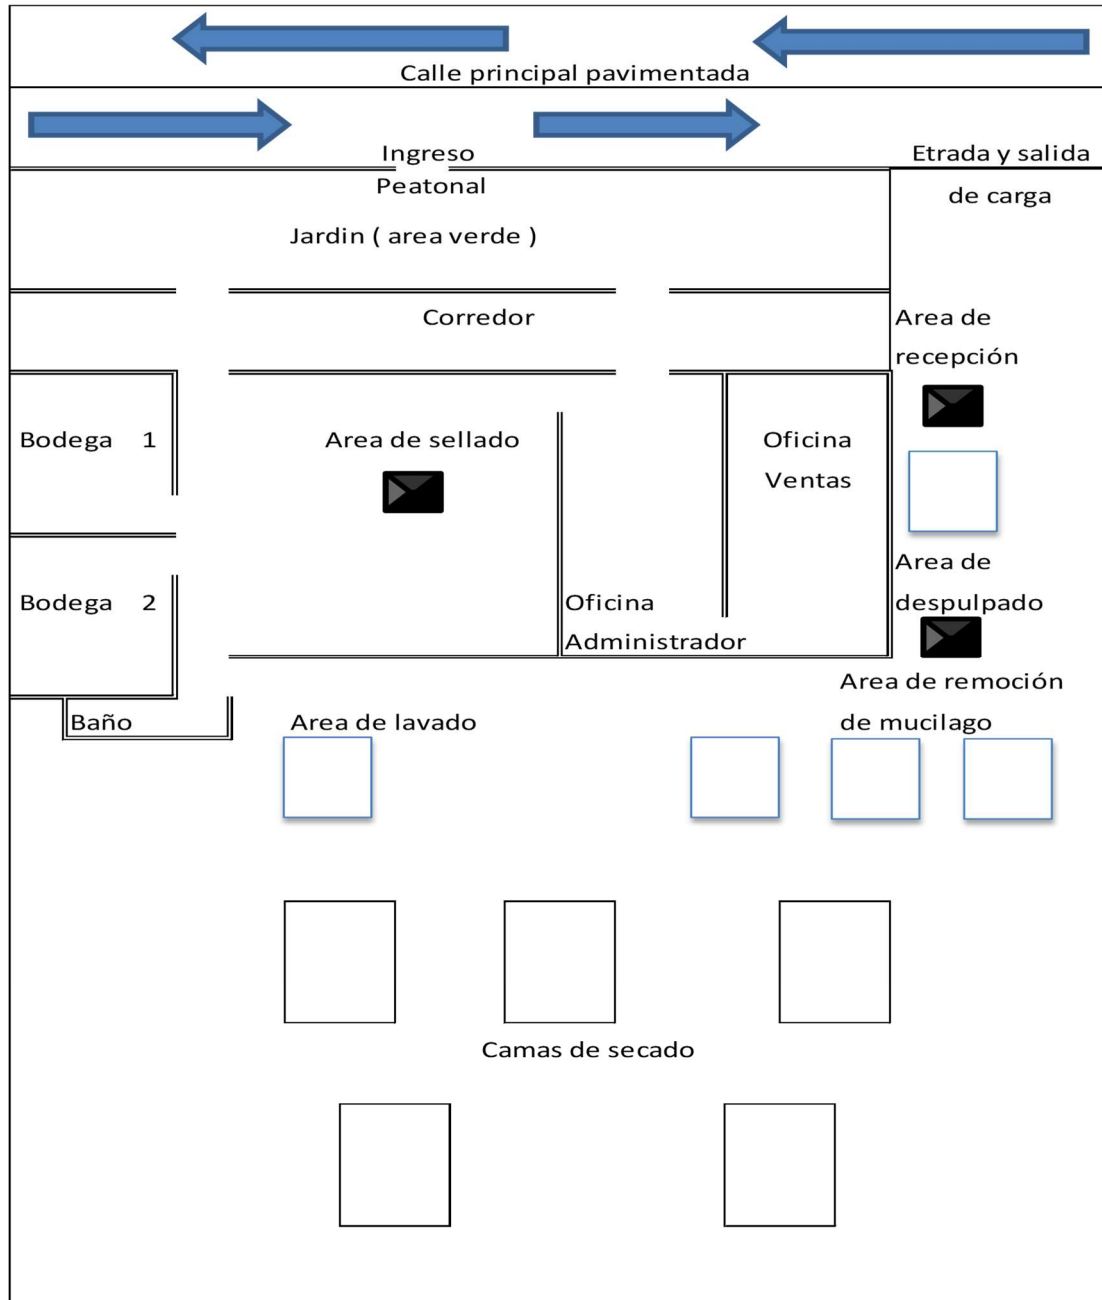 Calle principal pavimentada
Ingreso
Peatonal
Etrada y salida
de carga
Jardin ( area verde )
Corredor
Area de
recepción
Bodega 1
Area de sellado
Oficina
Ventas
Area de
despulpado
Bodega 2
Oficina
Administrador
Area de remoción
de mucilago
Baño
Area de lavado
Camas de secado